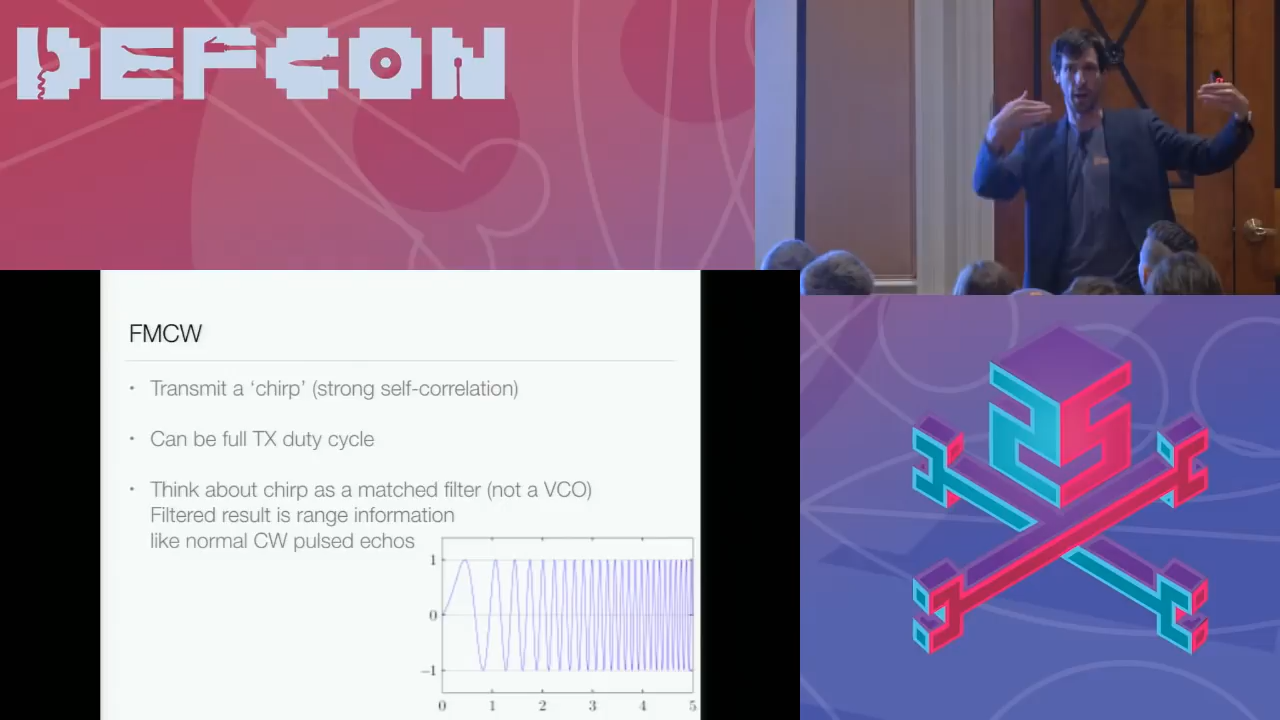 DEFCON
FMCW
• Transmit a ‘chirp’ (strong self-correlation)
• Can be full TX duty cycle
• Think about chirp as a matched filter (not a VCO)
Filtered result is range information
like normal CW pulsed echos
1
0
−1
0 1 2 3 4 5
25